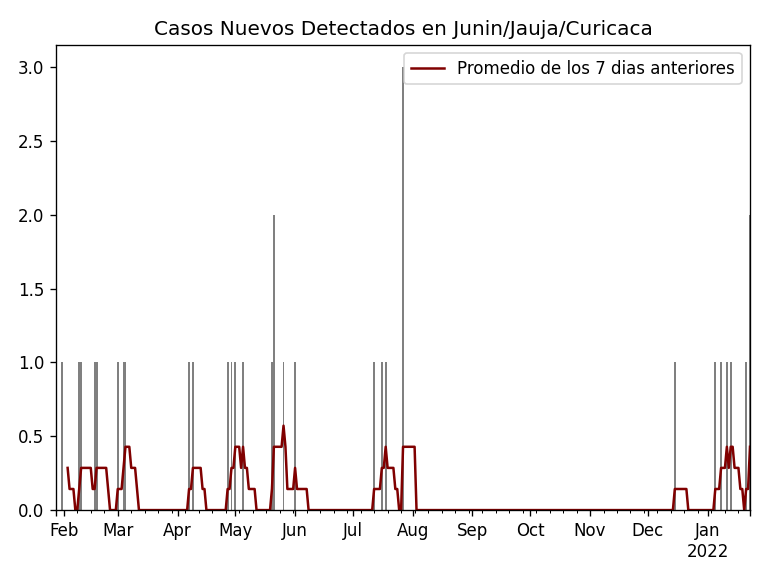 Casos Nuevos Detectados en Junin/Jauja/Curicaca
Promedio de los 7 dias anteriores
3.0
2.5
2.0
1.5
1.0
0.5
0.0
Feb Mar Apr May Jun Jul Aug Sep Oct Nov Dec Jan
2022